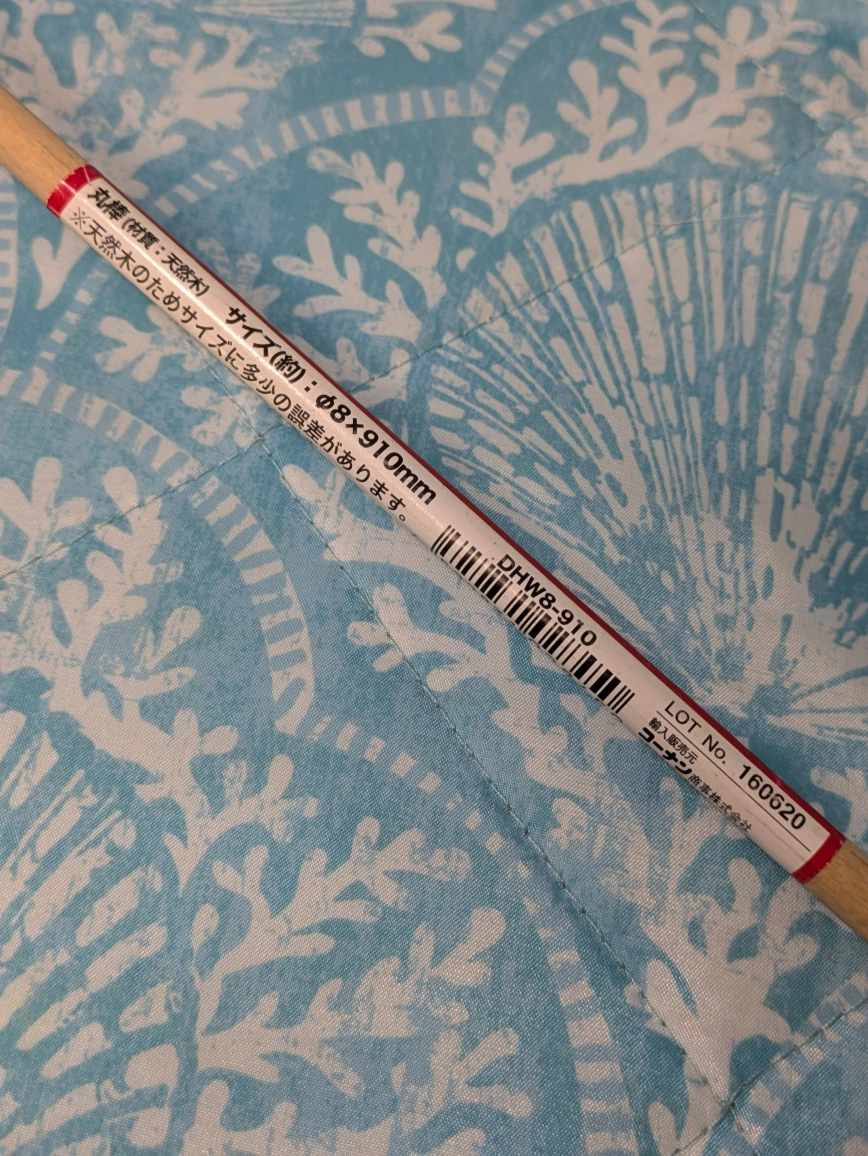 丸棒(材質：天然木) サイズ(約)：φ8×910mm
※天然木のためサイズに多少の誤差があります。
DHW8-910
LOT No. 160620
輸入販売元
コーナン商事株式会社